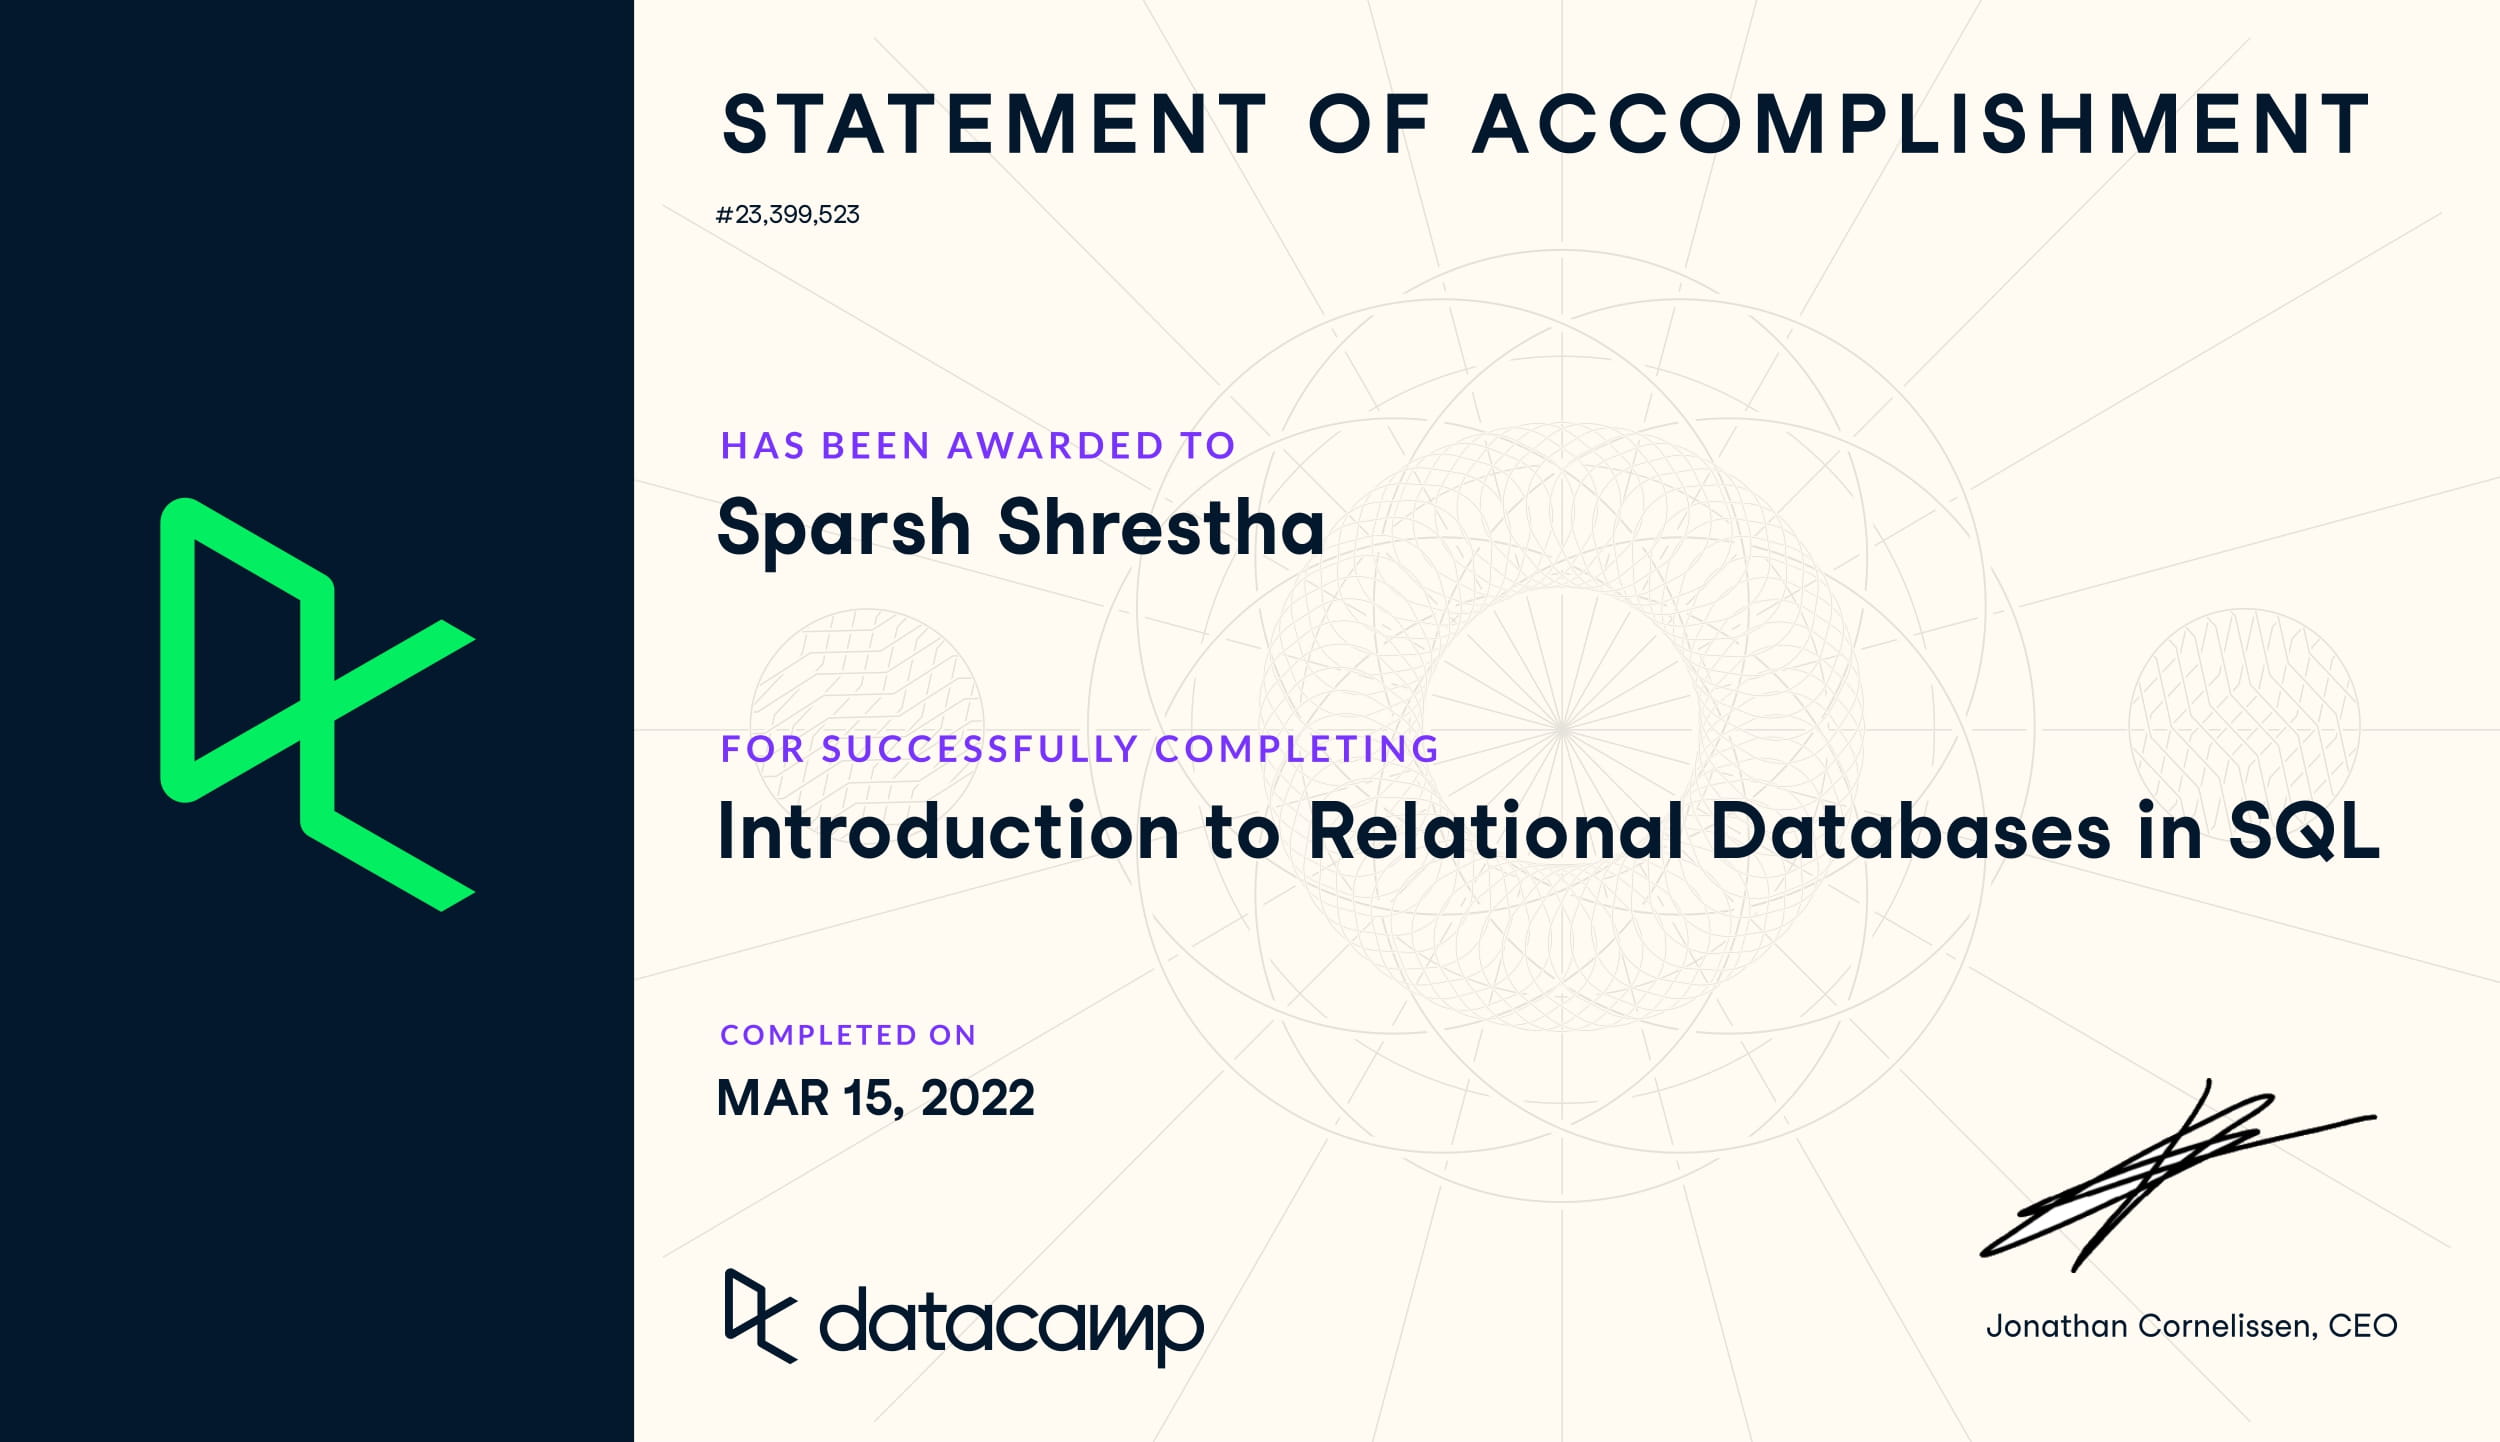 STATEMENT OF ACCOMPLISHMENT
#23,399,523
HAS BEEN AWARDED TO
Sparsh Shrestha
FOR SUCCESSFULLY COMPLETING
Introduction to Relational Databases in SQL
COMPLETED ON
MAR 15, 2022
datacamp
Jonathan Cornelissen, CEO